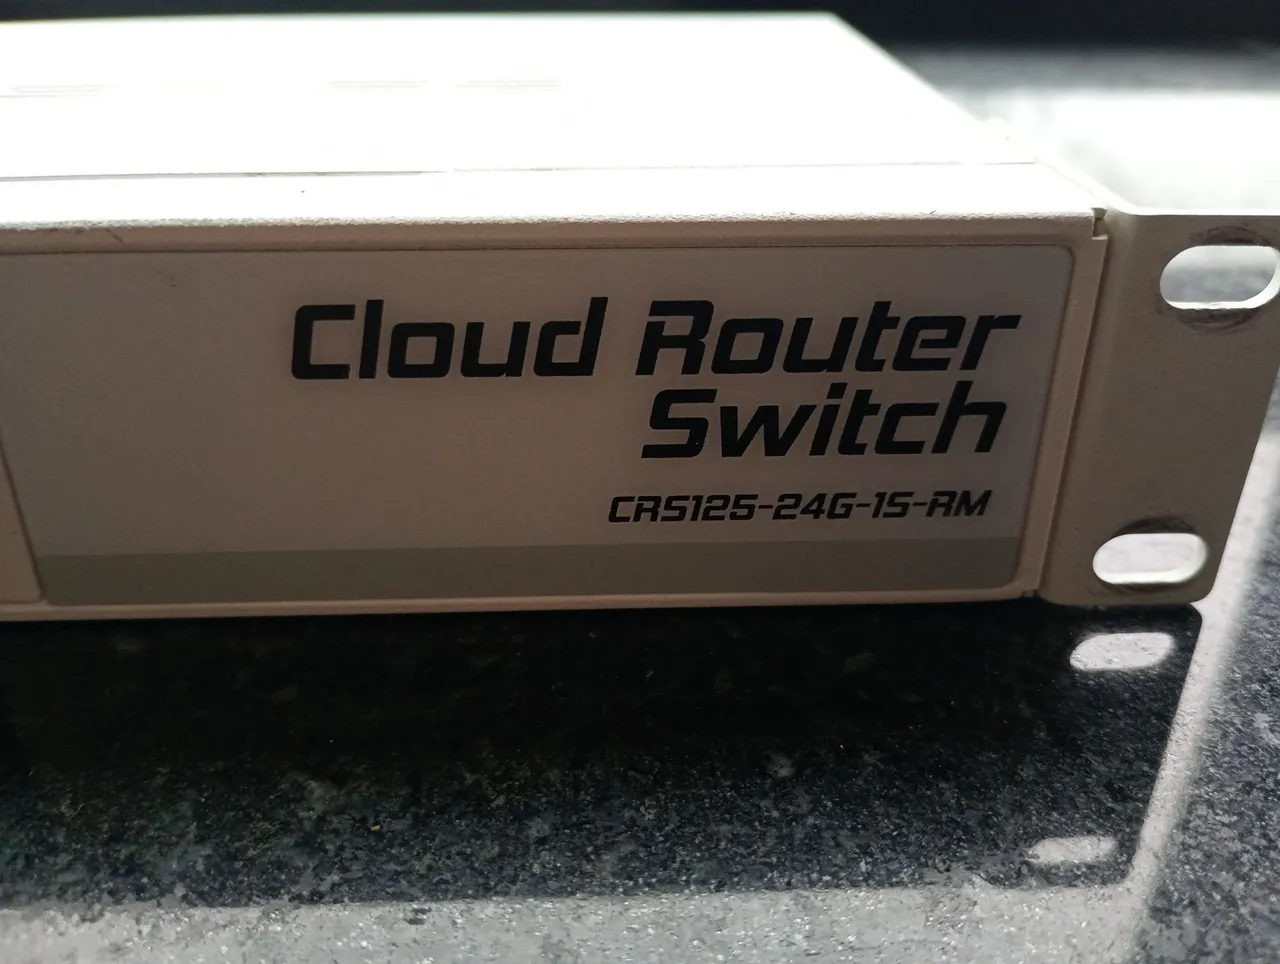 Cloud Router
Switch
CRS125-24G-1S-RM